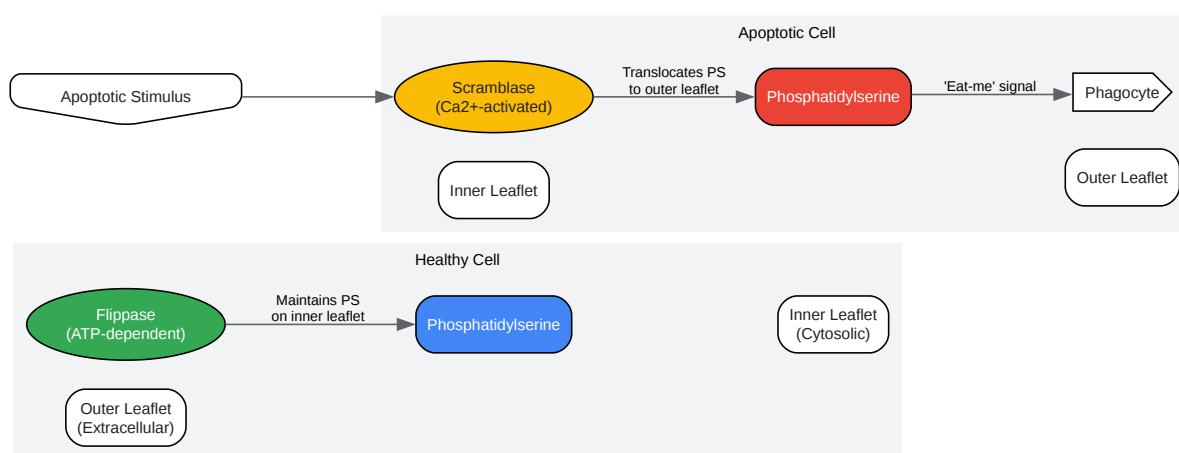 Apoptotic Cell
Apoptotic Stimulus
Scramblase
(Ca2+-activated)
Translocates PS
to outer leaflet
Phosphatidylserine
'Eat-me' signal
Phagocyte
Inner Leaflet
Outer Leaflet
Healthy Cell
Flippase
(ATP-dependent)
Maintains PS
on inner leaflet
Phosphatidylserine
Inner Leaflet
(Cytosolic)
Outer Leaflet
(Extracellular)